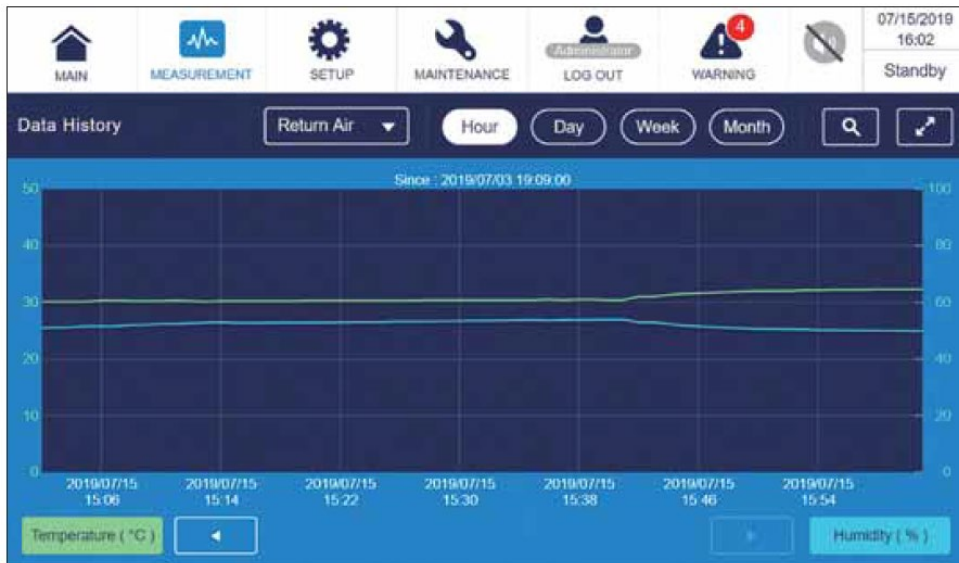 MAIN
MEASUREMENT
SETUP
MAINTENANCE
Administrator
LOG OUT
4
WARNING
07/15/2019
16:02
Standby
Data History
Return Air
Hour
Day
Week
Month
Since : 2019/07/03 19:09:00
50
40
30
20
10
0
100
80
60
40
20
0
2019/07/15
15:06
2019/07/15
15:14
2019/07/15
15:22
2019/07/15
15:30
2019/07/15
15:38
2019/07/15
15:46
2019/07/15
15:54
Temperature ( °C )
Humidity ( % )